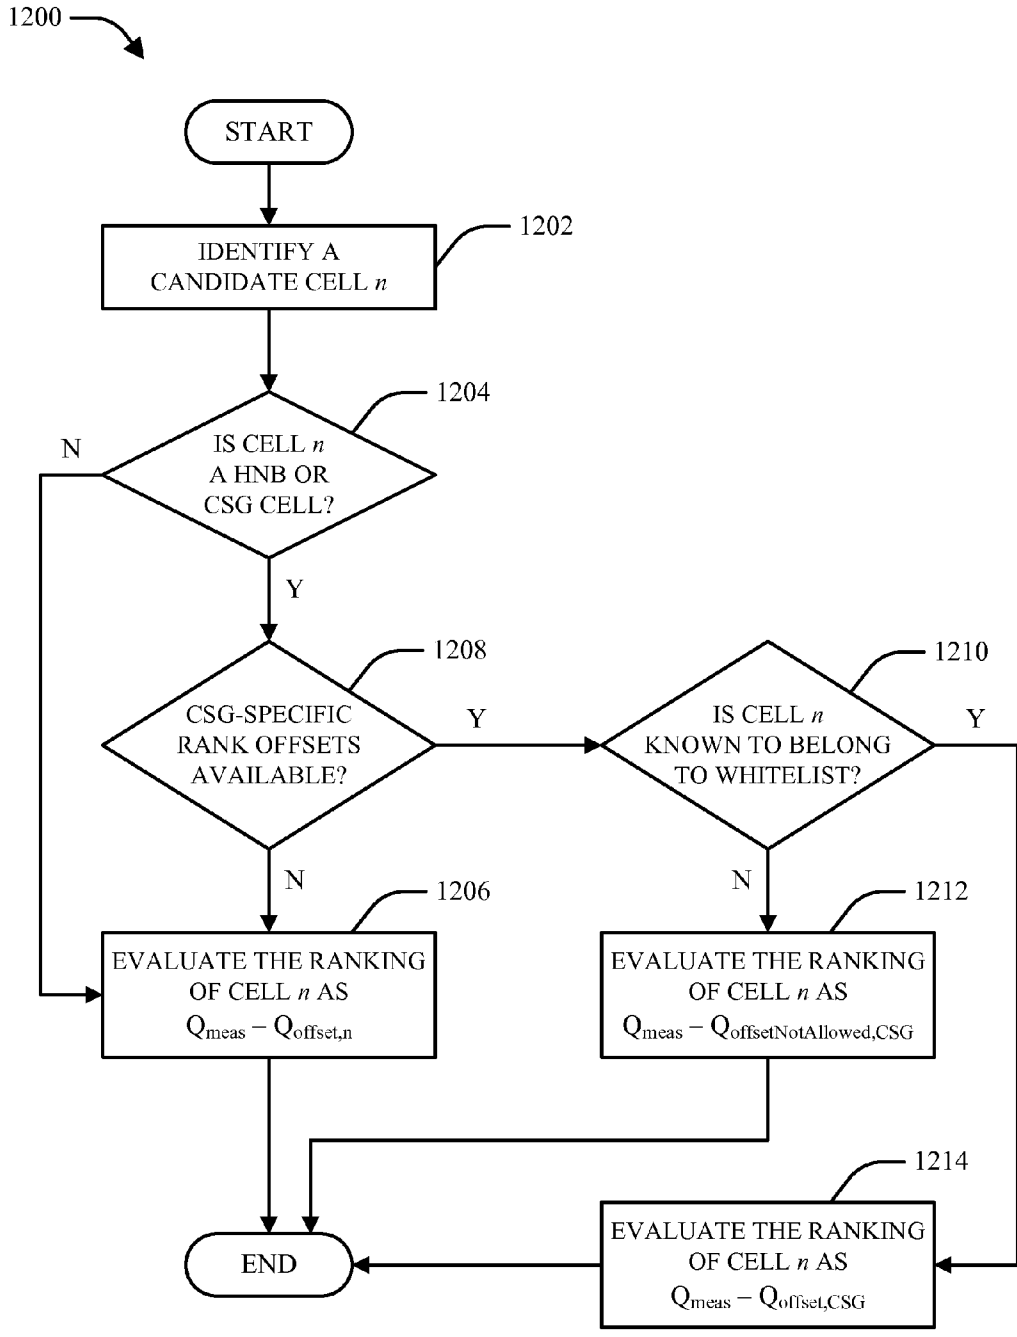 1200
START
1202
IDENTIFY A
CANDIDATE CELL n
1204
N
IS CELL n
A HNB OR
CSG CELL?
Y
1208
CSG-SPECIFIC
RANK OFFSETS
AVAILABLE?
Y
1210
IS CELL n
KNOWN TO BELONG
TO WHITELIST?
Y
N
1206
EVALUATE THE RANKING
OF CELL n AS
Qmeas – Qoffset,n
N
1212
EVALUATE THE RANKING
OF CELL n AS
Qmeas – QoffsetNotAllowed,CSG
1214
EVALUATE THE RANKING
OF CELL n AS
Qmeas – Qoffset,CSG
END